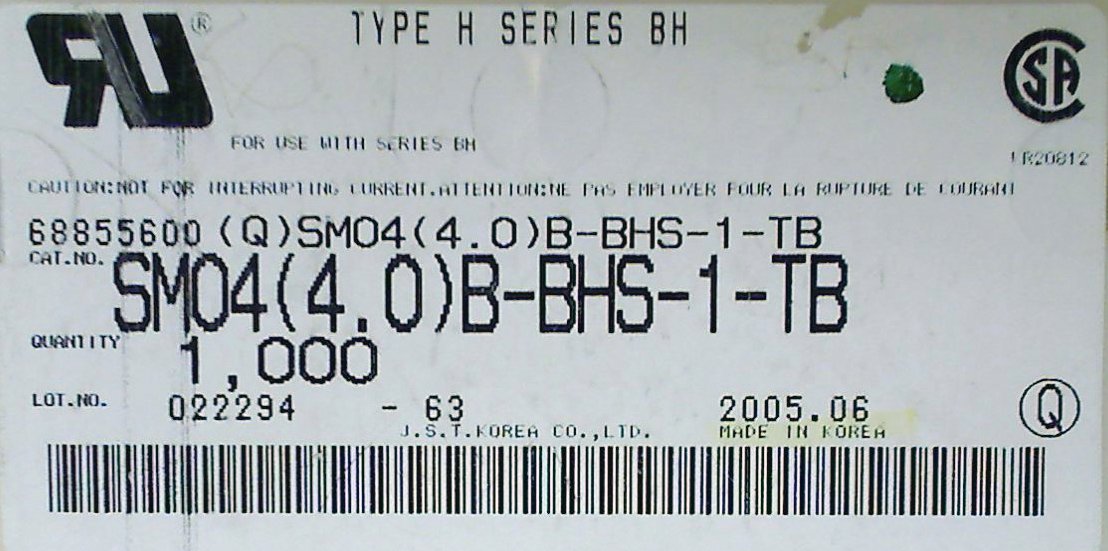 RU ® TYPE H SERIES BH
CSA
FOR USE WITH SERIES BH
LR20812
CAUTION:NOT FOR INTERRUPTING CURRENT.ATTENTION:NE PAS EMPLOYER POUR LA RUPTURE DE COURANT
68855600 (Q)SM04(4.0)B-BHS-1-TB
CAT.NO. SM04(4.0)B-BHS-1-TB
QUANTITY 1,000
LOT.NO. 022294 - 63 2005.06 Q
J.S.T.KOREA CO.,LTD. MADE IN KOREA